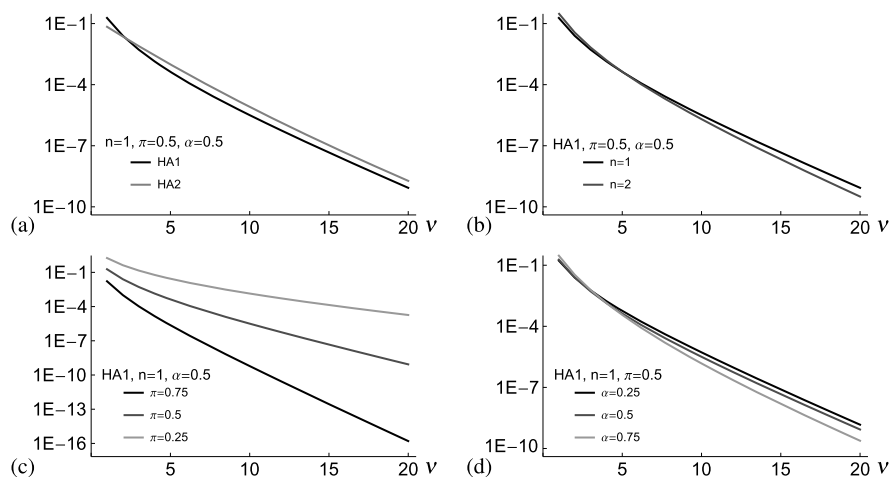 1E−1
1E−4
1E−7
1E−10
n=1, π=0.5, α=0.5
HA1
HA2
5 10 15 20 ν
(a)
1E−1
1E−4
1E−7
1E−10
HA1, π=0.5, α=0.5
n=1
n=2
5 10 15 20 ν
(b)
1E−1
1E−4
1E−7
1E−10
1E−13
1E−16
HA1, n=1, α=0.5
π=0.75
π=0.5
π=0.25
5 10 15 20 ν
(c)
1E−1
1E−4
1E−7
1E−10
HA1, n=1, π=0.5
α=0.25
α=0.5
α=0.75
5 10 15 20 ν
(d)